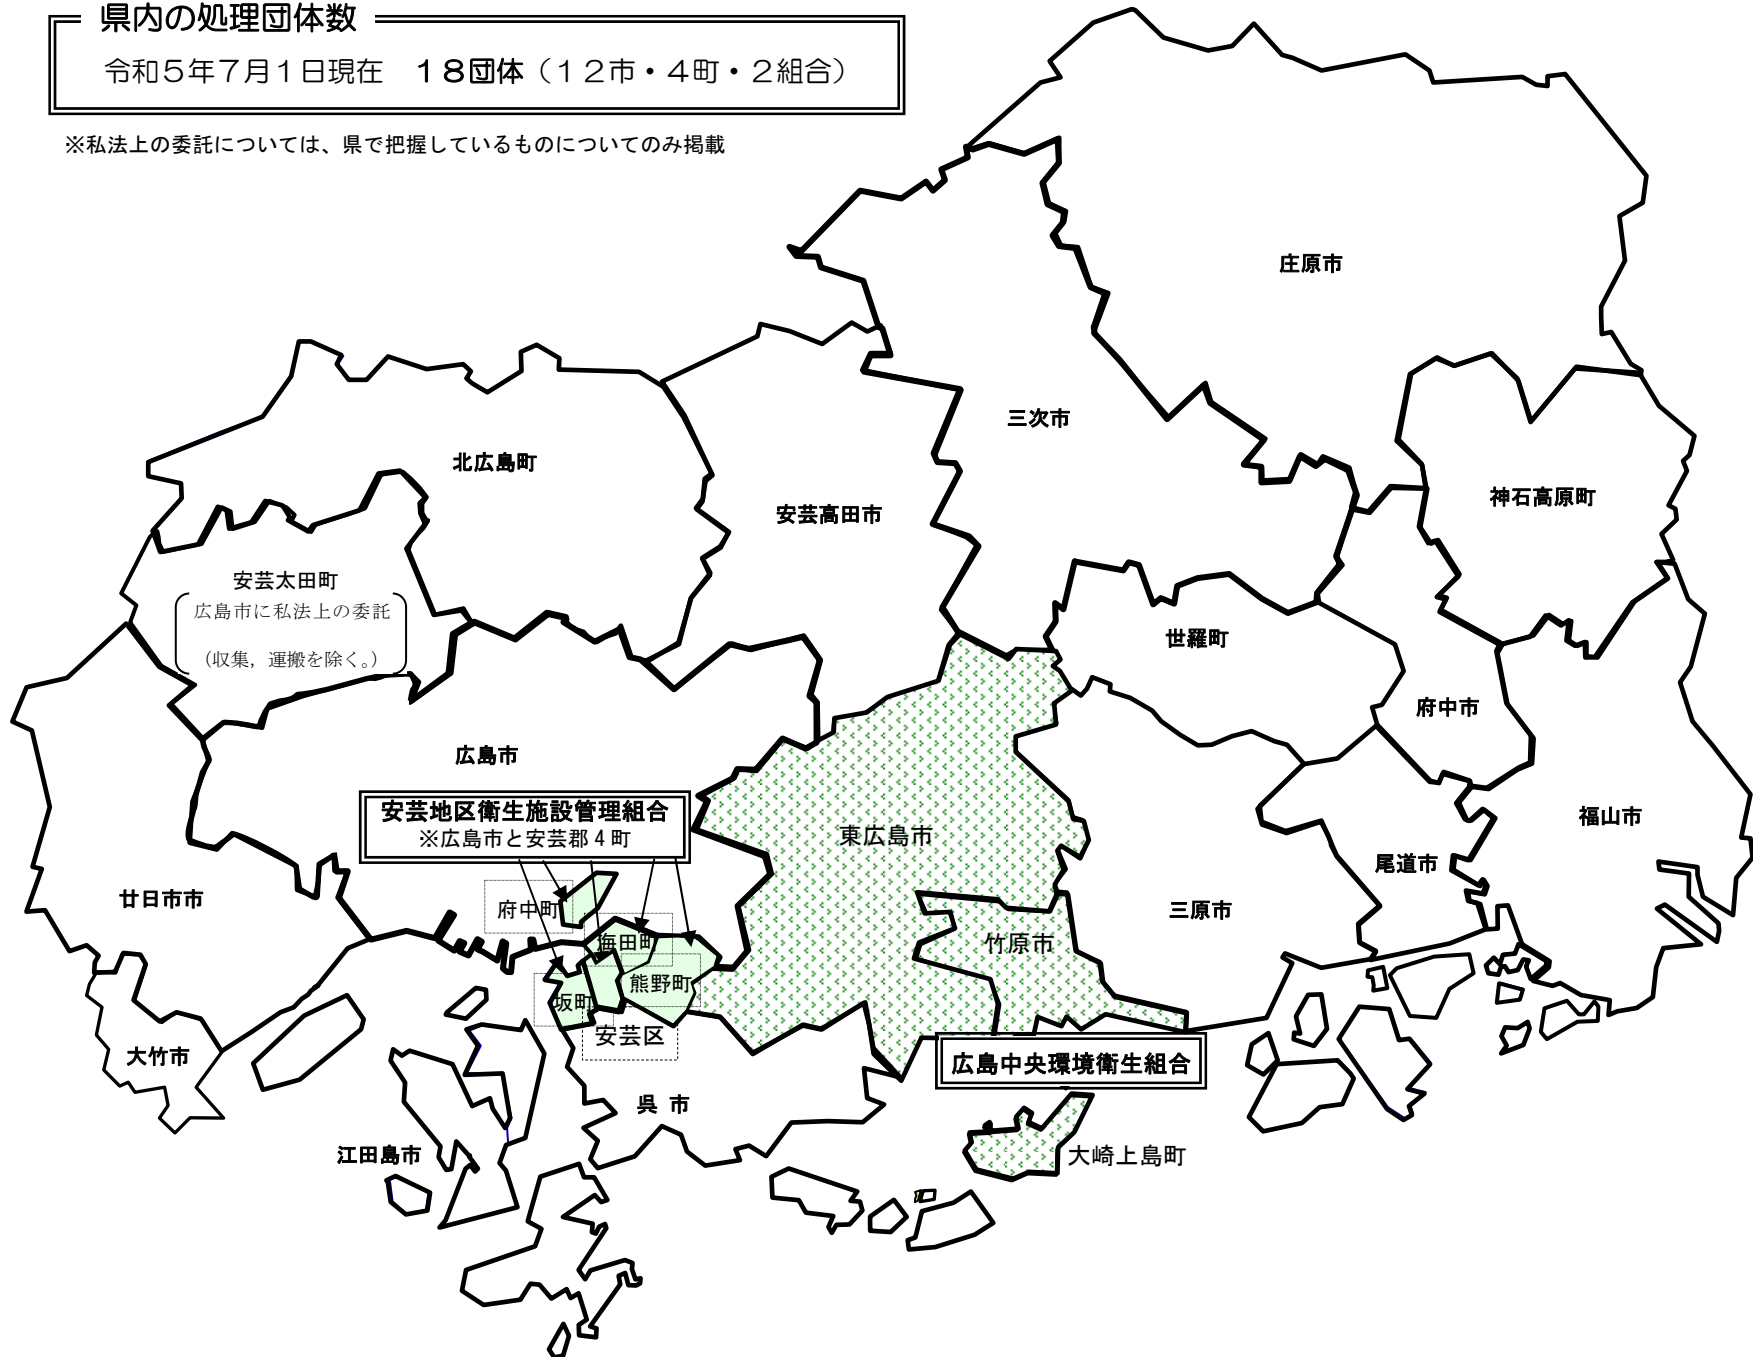 県内の処理団体数
令和5年7月1日現在 18団体（12市・4町・2組合）
※私法上の委託については、県で把握しているものについてのみ掲載
庄原市
三次市
北広島町
神石高原町
安芸高田市
安芸太田町
広島市に私法上の委託
（収集，運搬を除く。）
世羅町
府中市
広島市
安芸地区衛生施設管理組合
※広島市と安芸郡4町
東広島市
福山市
尾道市
廿日市市
府中町
三原市
海田町
竹原市
熊野町
坂町
安芸区
大竹市
広島中央環境衛生組合
呉 市
江田島市
大崎上島町